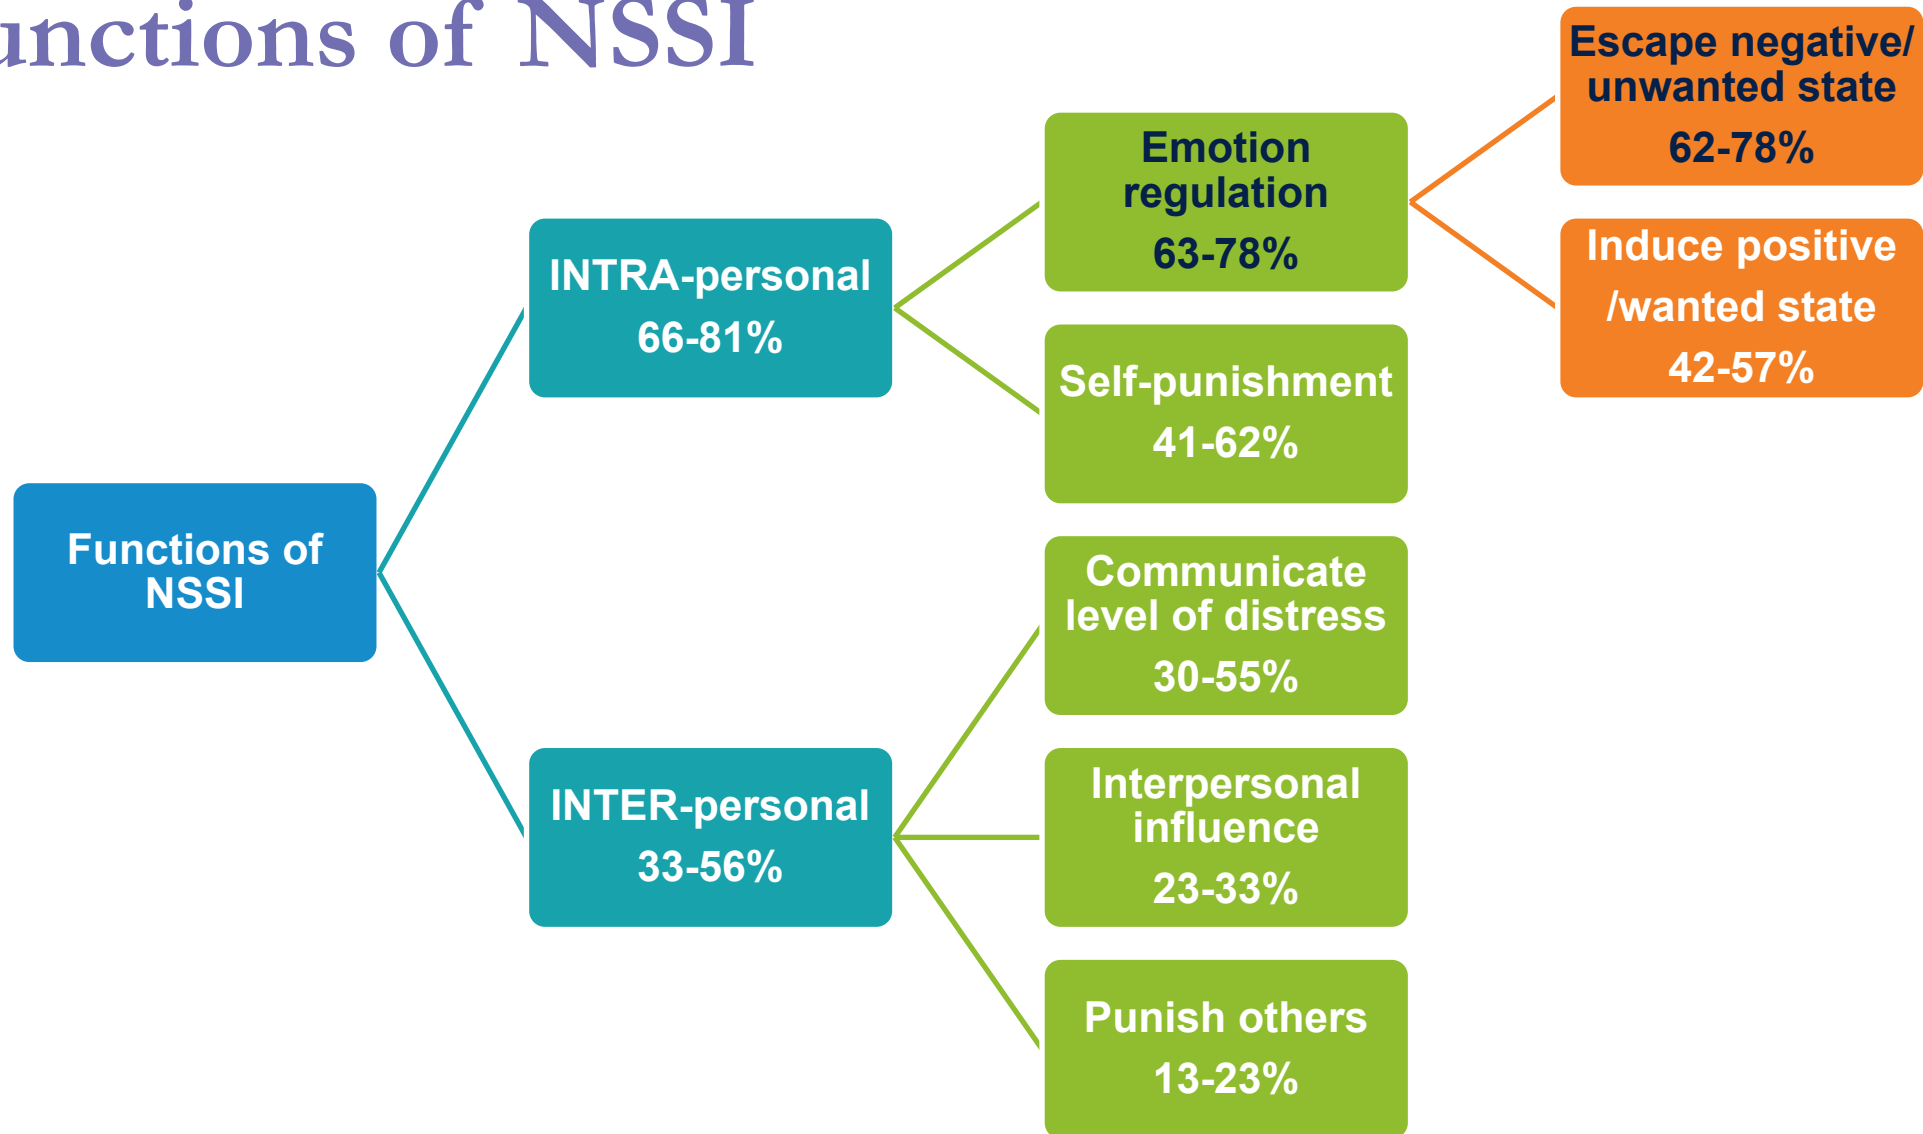 unctions of NSSI
Functions of
NSSI
INTRA-personal
66-81%
Emotion
regulation
63-78%
Escape negative/
unwanted state
62-78%
Induce positive
/wanted state
42-57%
Self-punishment
41-62%
INTER-personal
33-56%
Communicate
level of distress
30-55%
Interpersonal
influence
23-33%
Punish others
13-23%